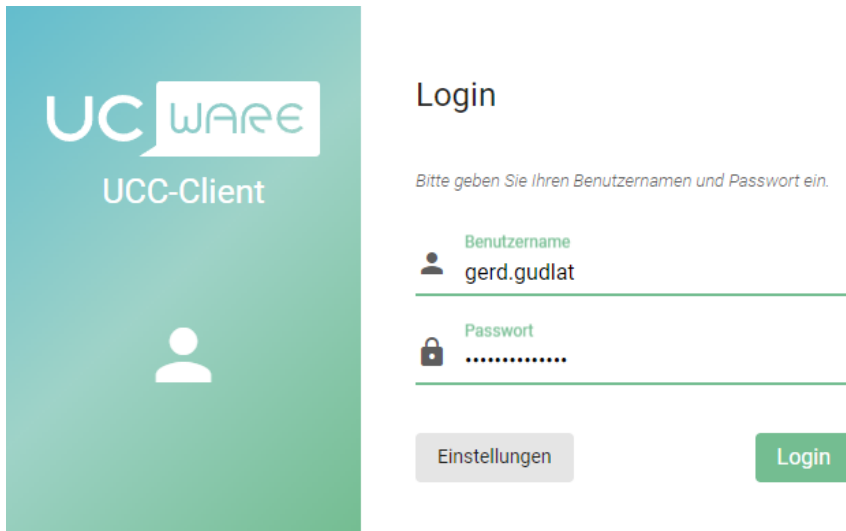 UC WARE
UCC-Client
Login
Bitte geben Sie Ihren Benutzernamen und Passwort ein.
Benutzername
gerd.gudlat
Passwort
••••••••••••••
Einstellungen
Login